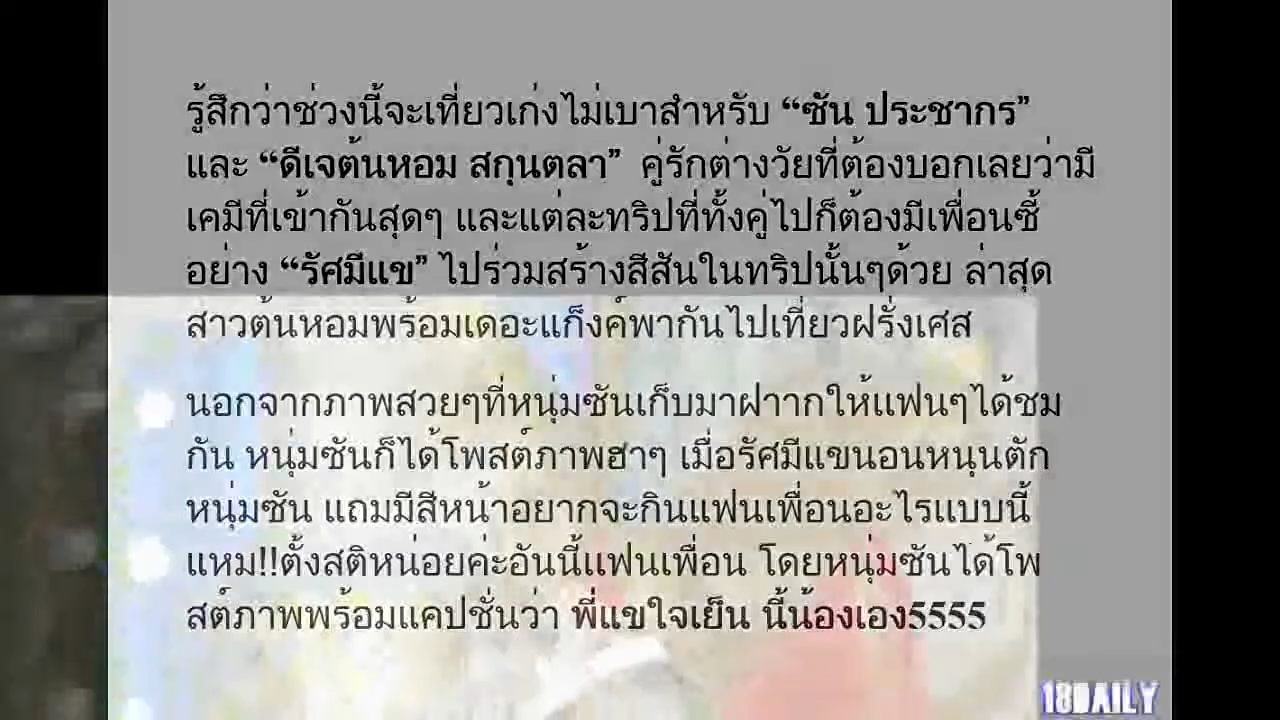 รู้สึกว่าช่วงนี้จะเที่ยวเก่งไม่เบาสำหรับ “ซัน ประชากร”
และ “ดีเจต้นหอม สกุนตลา” คู่รักต่างวัยที่ต้องบอกเลยว่ามี
เคมีที่เข้ากันสุดๆ และแต่ละทริปที่ทั้งคู่ไปก็ต้องมีเพื่อนซี้
อย่าง “รัศมีแข” ไปร่วมสร้างสีสันในทริปนั้นๆด้วย ล่าสุด
สาวต้นหอมพร้อมเดอะแก็งค์พากันไปเที่ยวฝรั่งเศส
นอกจากภาพสวยๆที่หนุ่มซันเก็บมาฝาากให้แฟนๆได้ชม
กัน หนุ่มซันก็ได้โพสต์ภาพฮาๆ เมื่อรัศมีแขนอนหนุนตัก
หนุ่มซัน แถมมีสีหน้าอยากจะกินแฟนเพื่อนอะไรแบบนี้
แหม!!ตั้งสติหน่อยค่ะอันนี้แฟนเพื่อน โดยหนุ่มซันได้โพ
สต์ภาพพร้อมแคปชั่นว่า พี่แขใจเย็น นี้น้องเอง5555
18DAILY